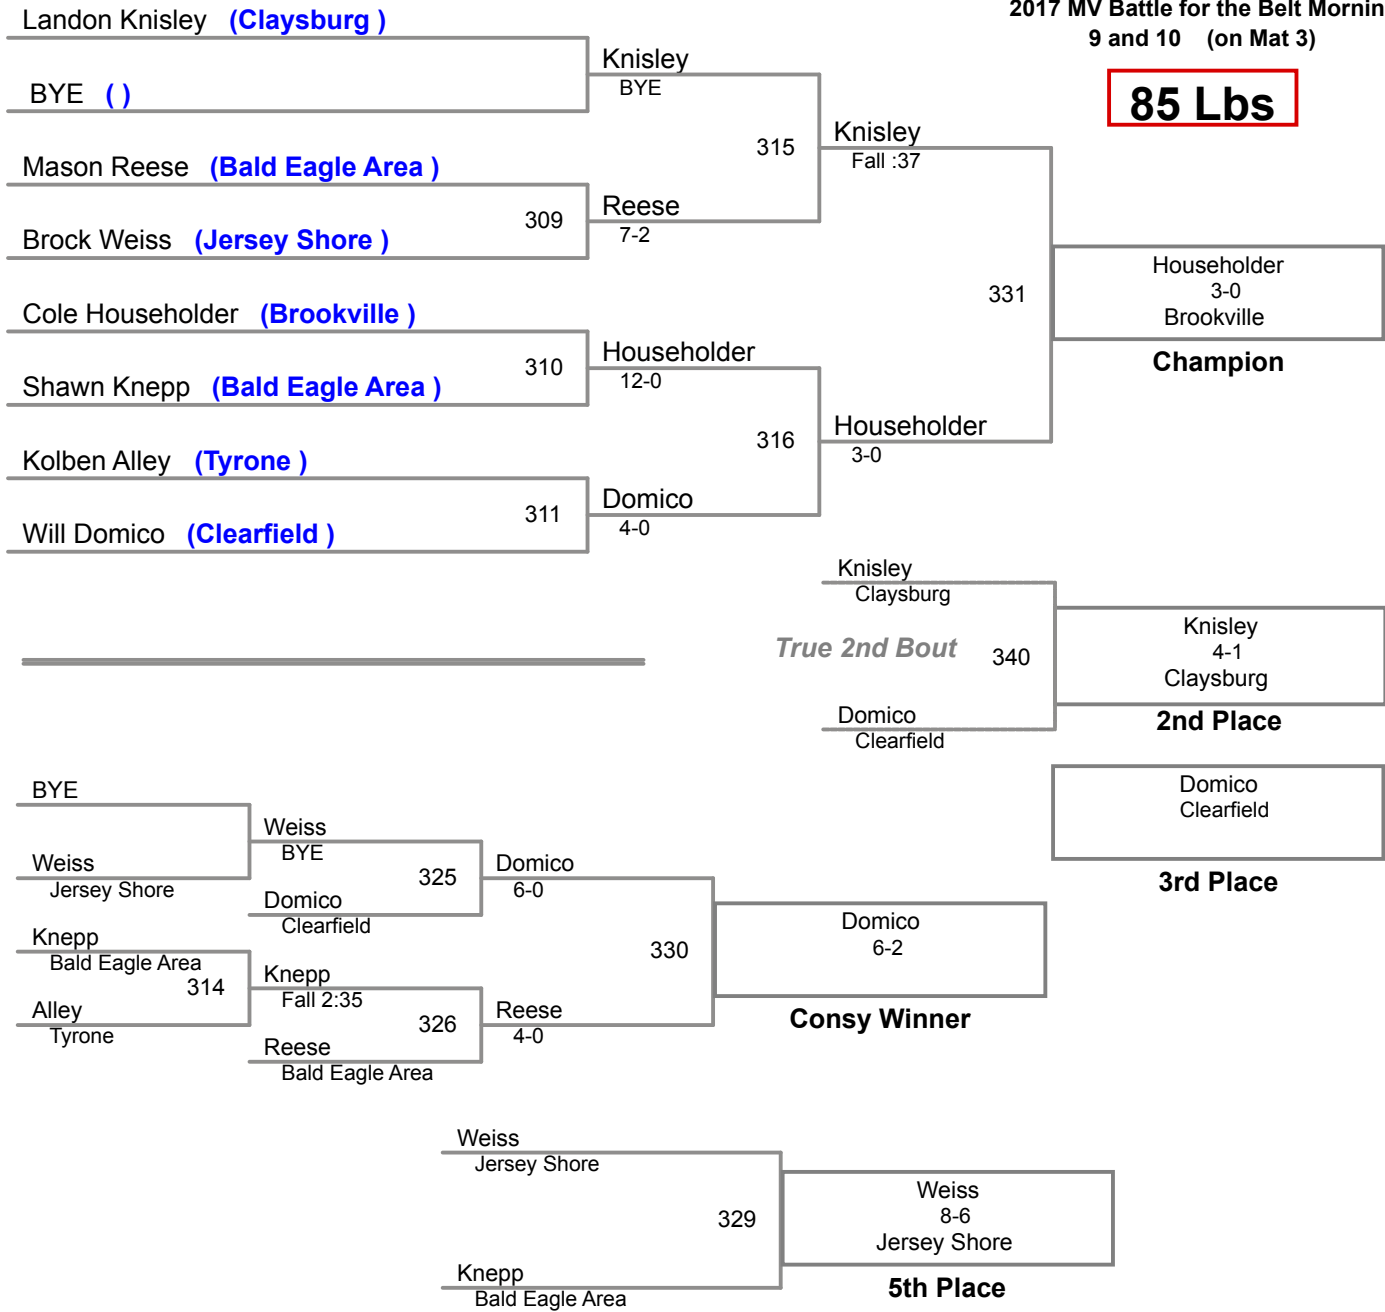 2017 MV Battle for the Belt Mornin
9 and 10 (on Mat 3)
85 Lbs
Landon Knisley (Claysburg )
BYE ( )
Mason Reese (Bald Eagle Area )
Brock Weiss (Jersey Shore )
Cole Householder (Brookville )
Shawn Knepp (Bald Eagle Area )
Kolben Alley (Tyrone )
Will Domico (Clearfield )
309
310
311
Knisley
BYE
Reese
7-2
Householder
12-0
Domico
4-0
315
316
Knisley
Fall :37
Householder
3-0
331
Householder
3-0
Brookville
Champion
Knisley
Claysburg
True 2nd Bout 340
Domico
Clearfield
Knisley
4-1
Claysburg
2nd Place
Domico
Clearfield
3rd Place
BYE
Weiss
Jersey Shore
Knepp
Bald Eagle Area
314
Alley
Tyrone
Weiss
BYE
325
Domico
Clearfield
Knepp
Fall 2:35
326
Reese
Bald Eagle Area
Domico
6-0
330
Reese
4-0
Domico
6-2
Consy Winner
Weiss
Jersey Shore
329
Knepp
Bald Eagle Area
Weiss
8-6
Jersey Shore
5th Place